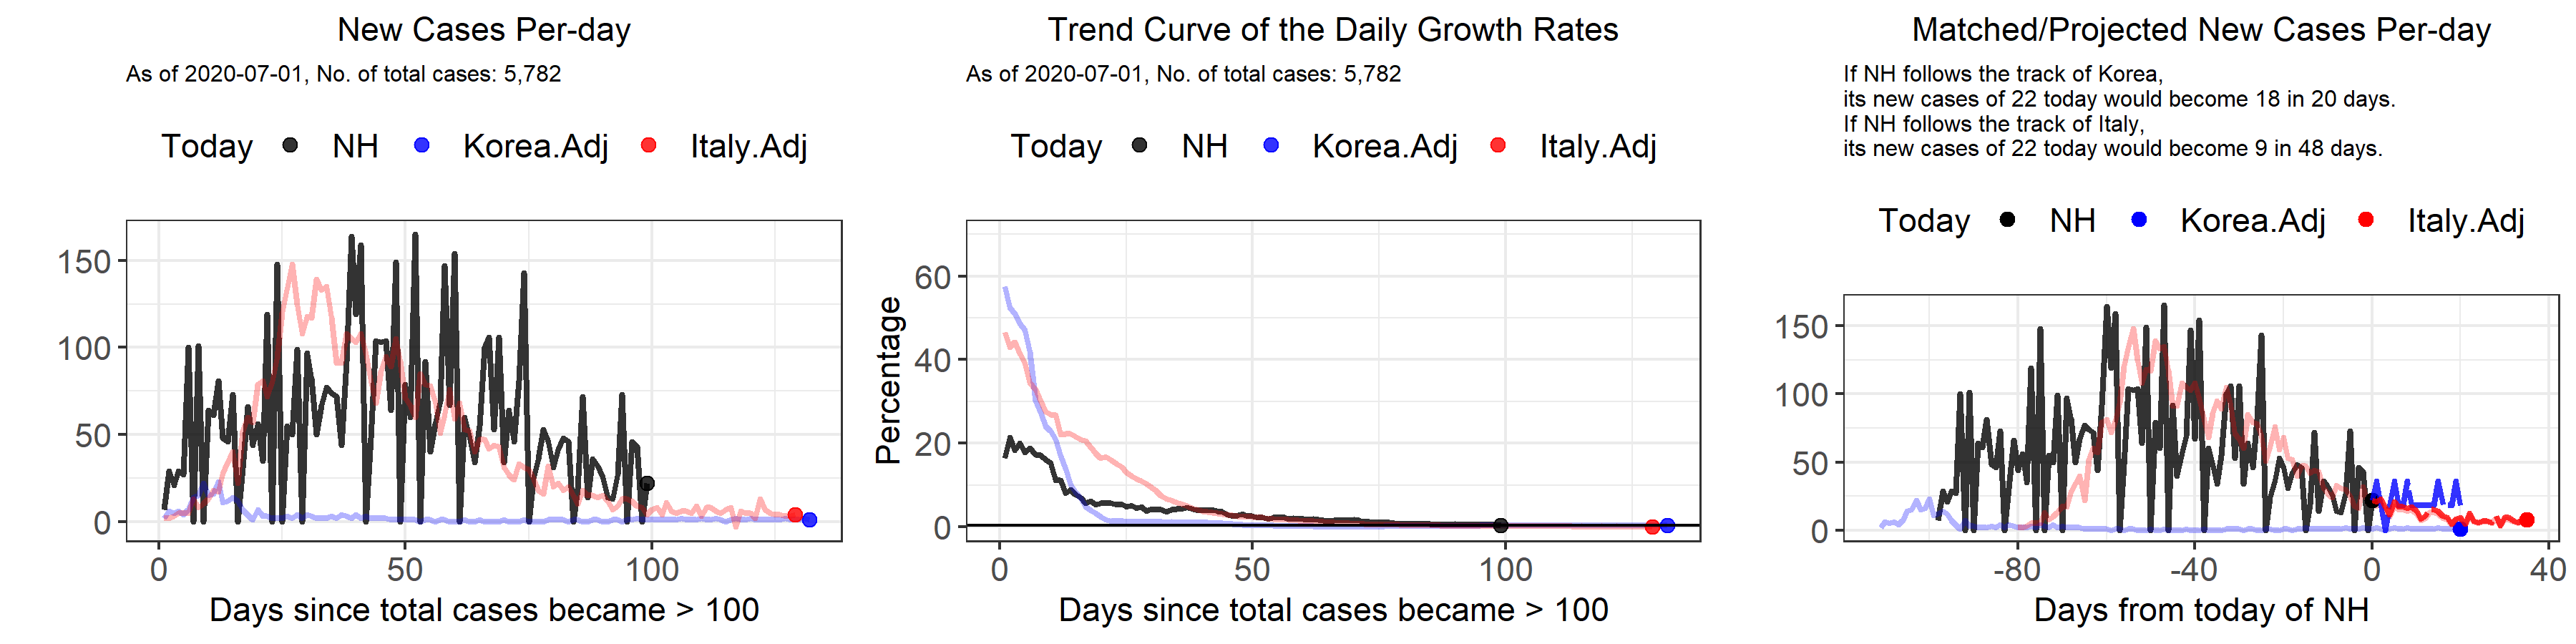 New Cases Per-day
As of 2020-07-01, No. of total cases: 5,782
Today NH Korea.Adj Italy.Adj
150
100
50
0
0 50 100
Days since total cases became > 100
Trend Curve of the Daily Growth Rates
As of 2020-07-01, No. of total cases: 5,782
Today NH Korea.Adj Italy.Adj
Percentage
60
40
20
0
0 50 100
Days since total cases became > 100
Matched/Projected New Cases Per-day
If NH follows the track of Korea,
its new cases of 22 today would become 18 in 20 days.
If NH follows the track of Italy,
its new cases of 22 today would become 9 in 48 days.
Today NH Korea.Adj Italy.Adj
150
100
50
0
-80 -40 0 40
Days from today of NH